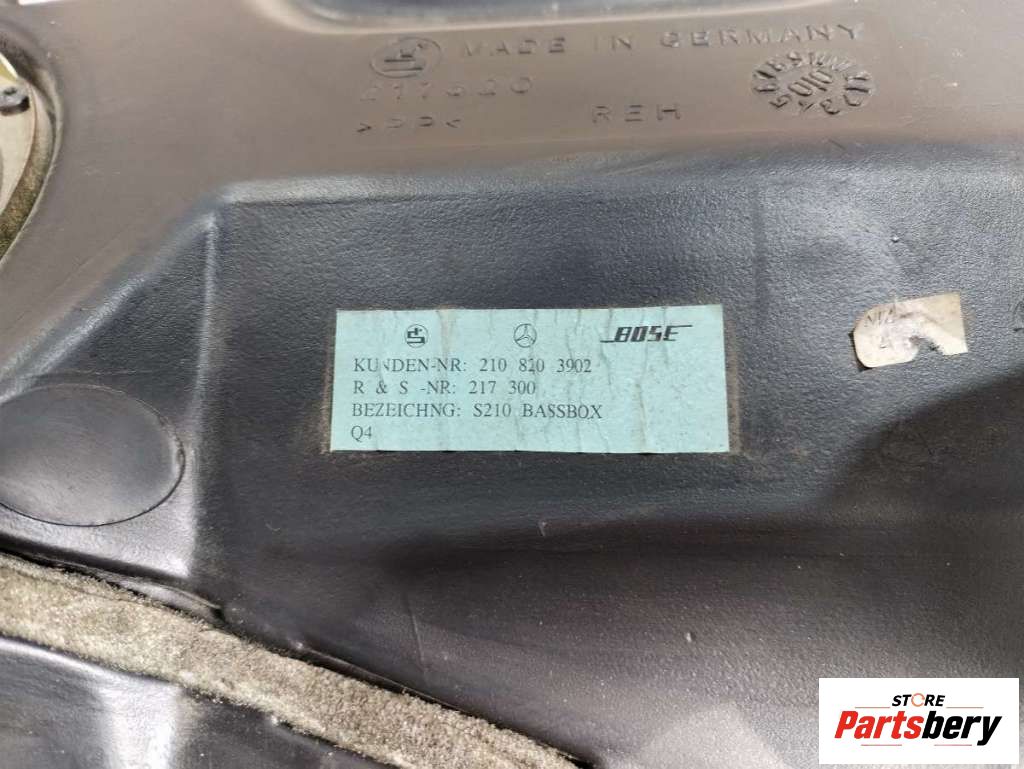 MADE IN GERMANY
>PP<
REH
BOSE
KUNDEN-NR: 210 820 3902
R & S -NR: 217 300
BEZEICHNG: S210 BASSBOX
Q4
STORE
Partsbery